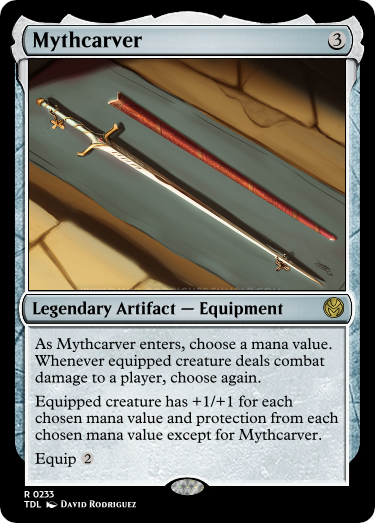 Mythcarver 3
Legendary Artifact — Equipment
As Mythcarver enters, choose a mana value.
Whenever equipped creature deals combat
damage to a player, choose again.
Equipped creature has +1/+1 for each
chosen mana value and protection from each
chosen mana value except for Mythcarver.
Equip 2
R 0233
TDL David Rodriguez